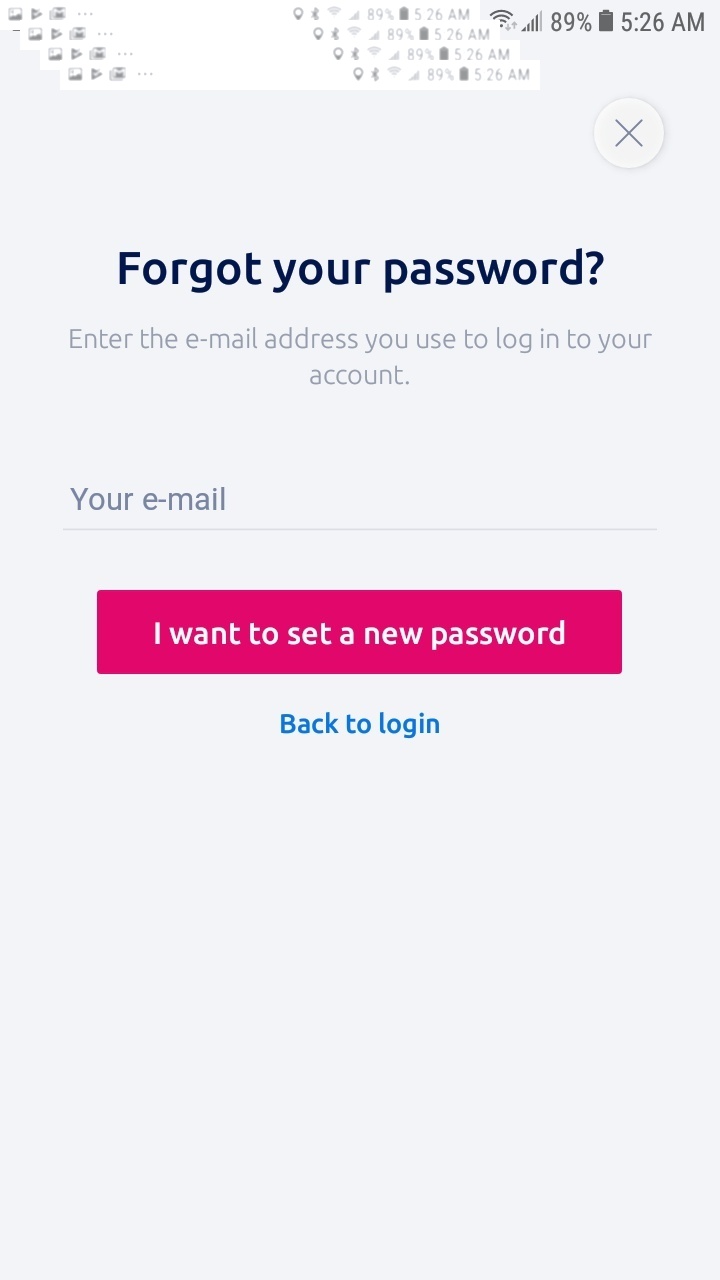 89% 5:26 AM
89% 5 26 AM
89% 5 26 AM
89% 5 26 AM
89% 5 26 AM
Forgot your password?
Enter the e-mail address you use to log in to your
account.
Your e-mail
I want to set a new password
Back to login